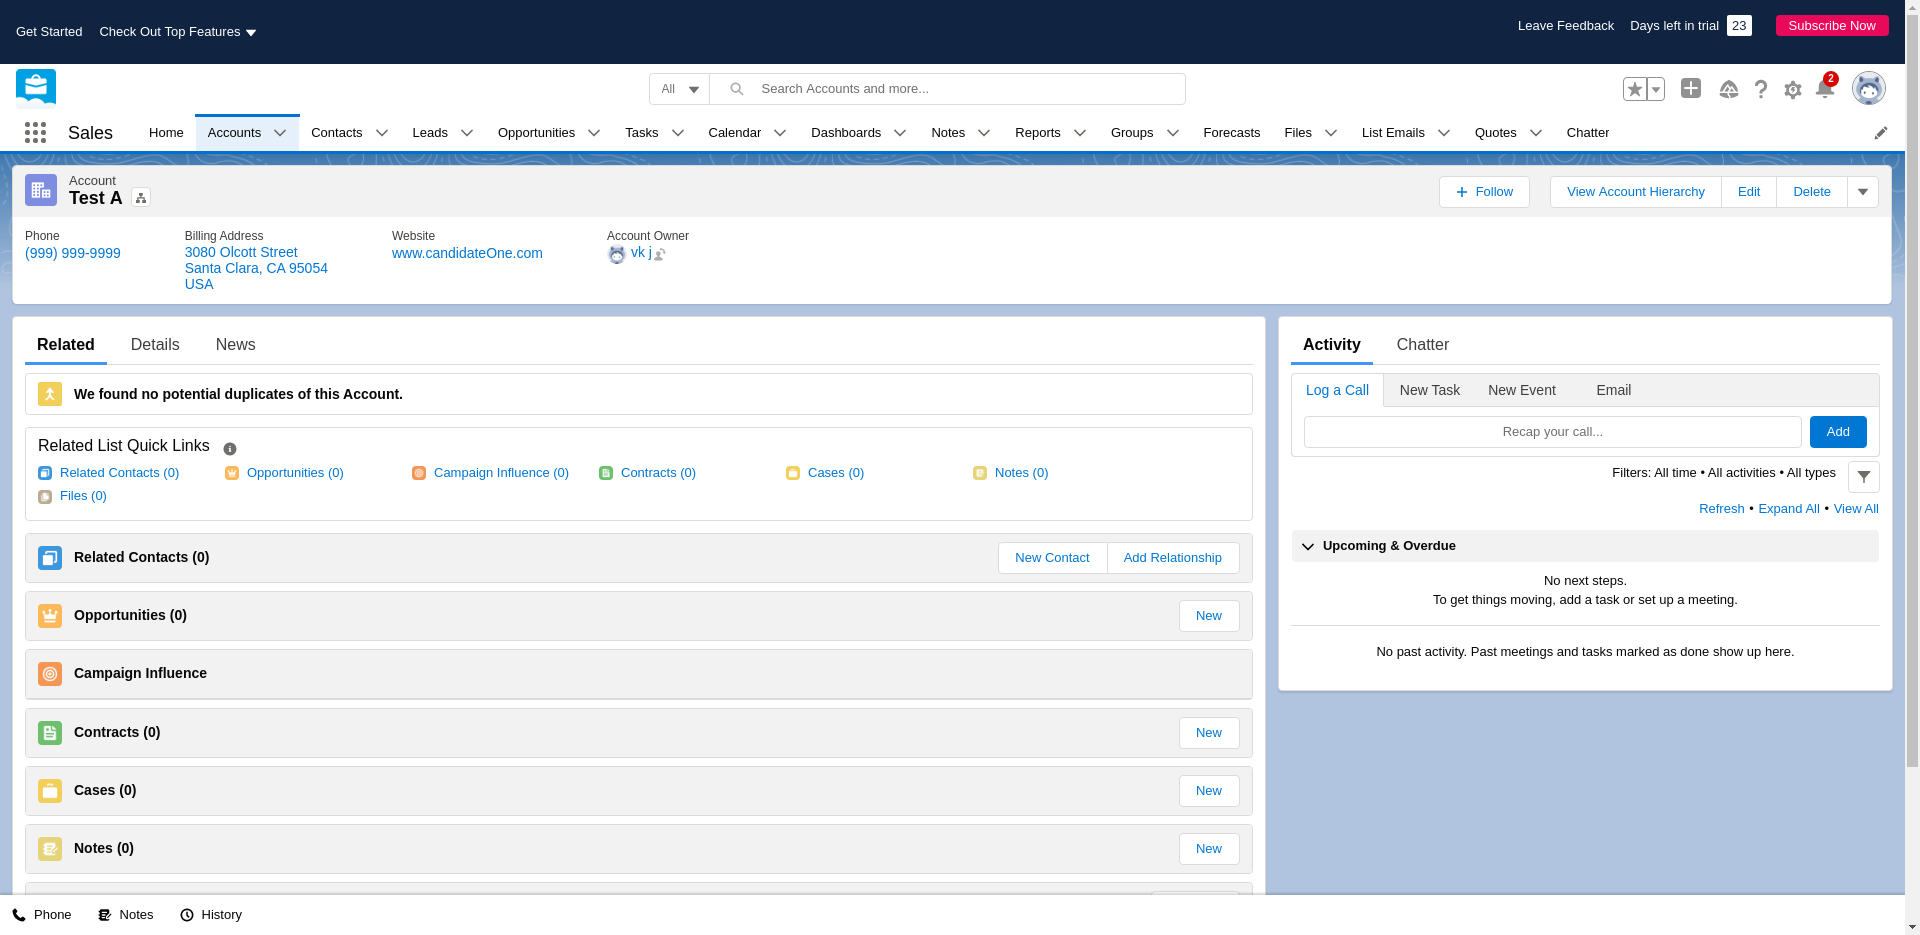 Get Started Check Out Top Features
Leave Feedback Days left in trial 23 Subscribe Now
All Search Accounts and more... 2
Sales Home Accounts Contacts Leads Opportunities Tasks Calendar Dashboards Notes Reports Groups Forecasts Files List Emails Quotes Chatter
Account
Test A
Follow View Account Hierarchy Edit Delete
Phone
(999) 999-9999
Billing Address
3080 Olcott Street
Santa Clara, CA 95054
USA
Website
www.candidateOne.com
Account Owner
vk j
Related Details News
We found no potential duplicates of this Account.
Related List Quick Links
Related Contacts (0) Opportunities (0) Campaign Influence (0) Contracts (0) Cases (0) Notes (0)
Files (0)
Related Contacts (0) New Contact Add Relationship
Opportunities (0) New
Campaign Influence
Contracts (0) New
Cases (0) New
Notes (0) New
Activity Chatter
Log a Call New Task New Event Email
Recap your call... Add
Filters: All time • All activities • All types
Refresh • Expand All • View All
Upcoming & Overdue
No next steps.
To get things moving, add a task or set up a meeting.
No past activity. Past meetings and tasks marked as done show up here.
Phone Notes History